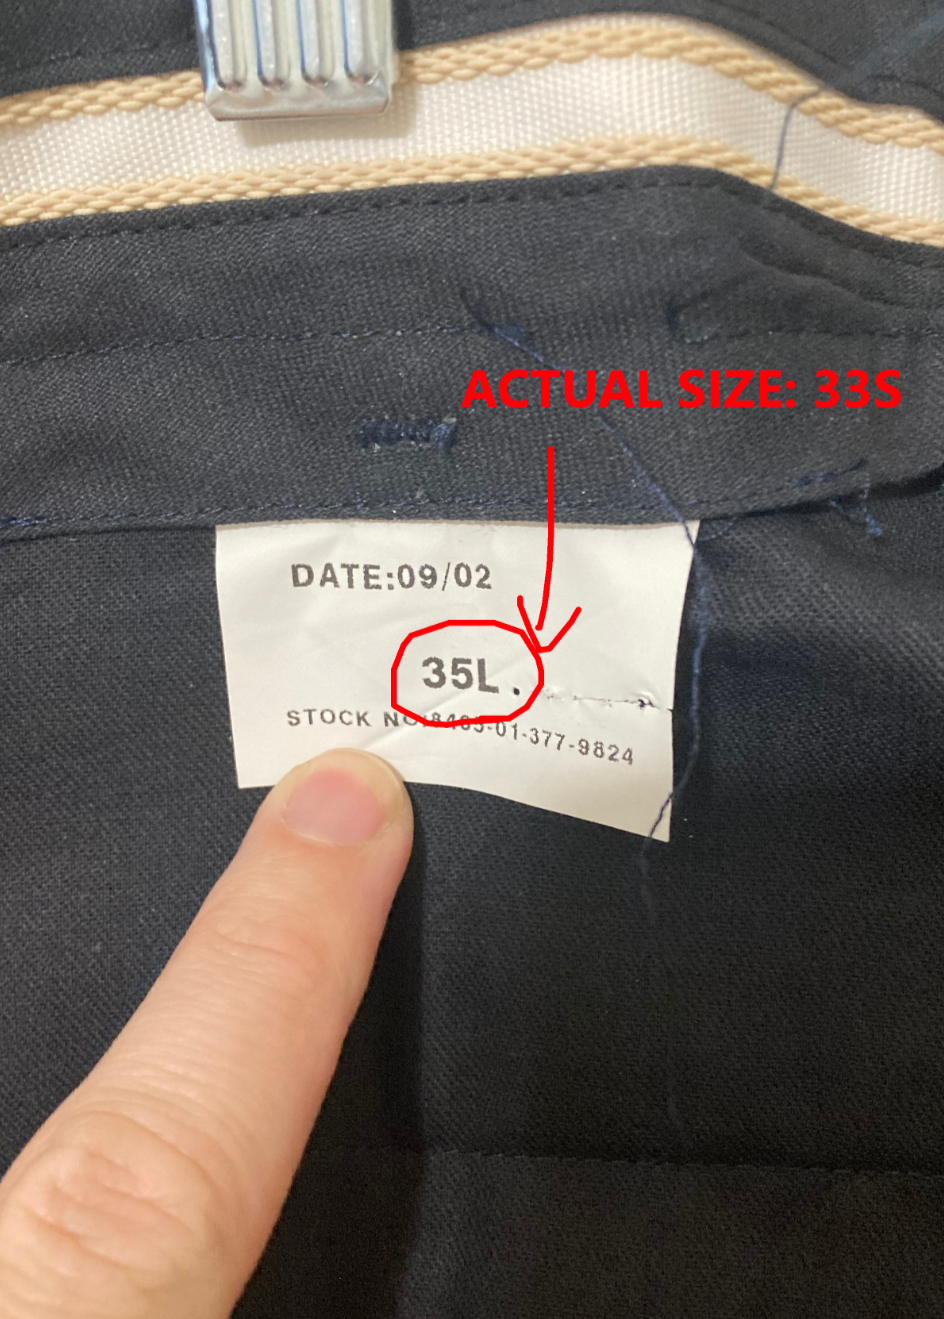 ACTUAL SIZE: 33S
DATE:09/02
35L.
STOCK NO:8405-01-377-9824